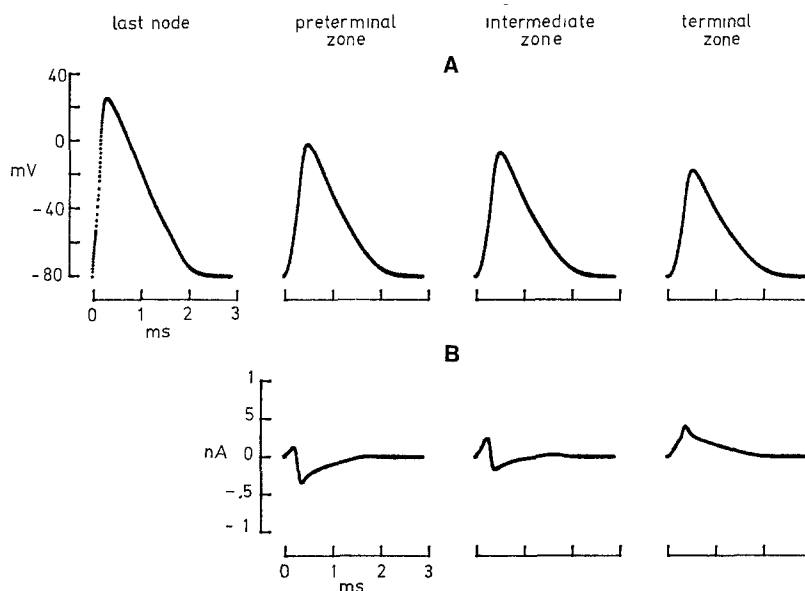 last node
preterminal zone
intermediate zone
terminal zone
A
40
0
mV
-40
-80
0 1 2 3
ms
B
1
5
nA 0
-.5
-1
0 1 2 3
ms